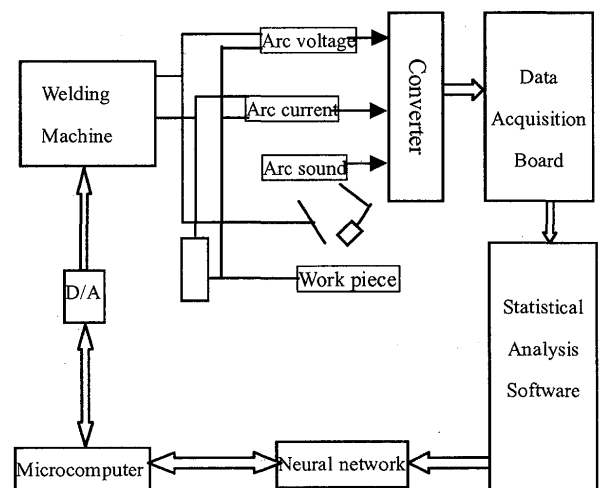 Welding
Machine
Arc voltage
Arc current
Arc sound
Converter
Data
Acquisition
Board
Work piece
D/A
Statistical
Analysis
Software
Microcomputer
Neural network